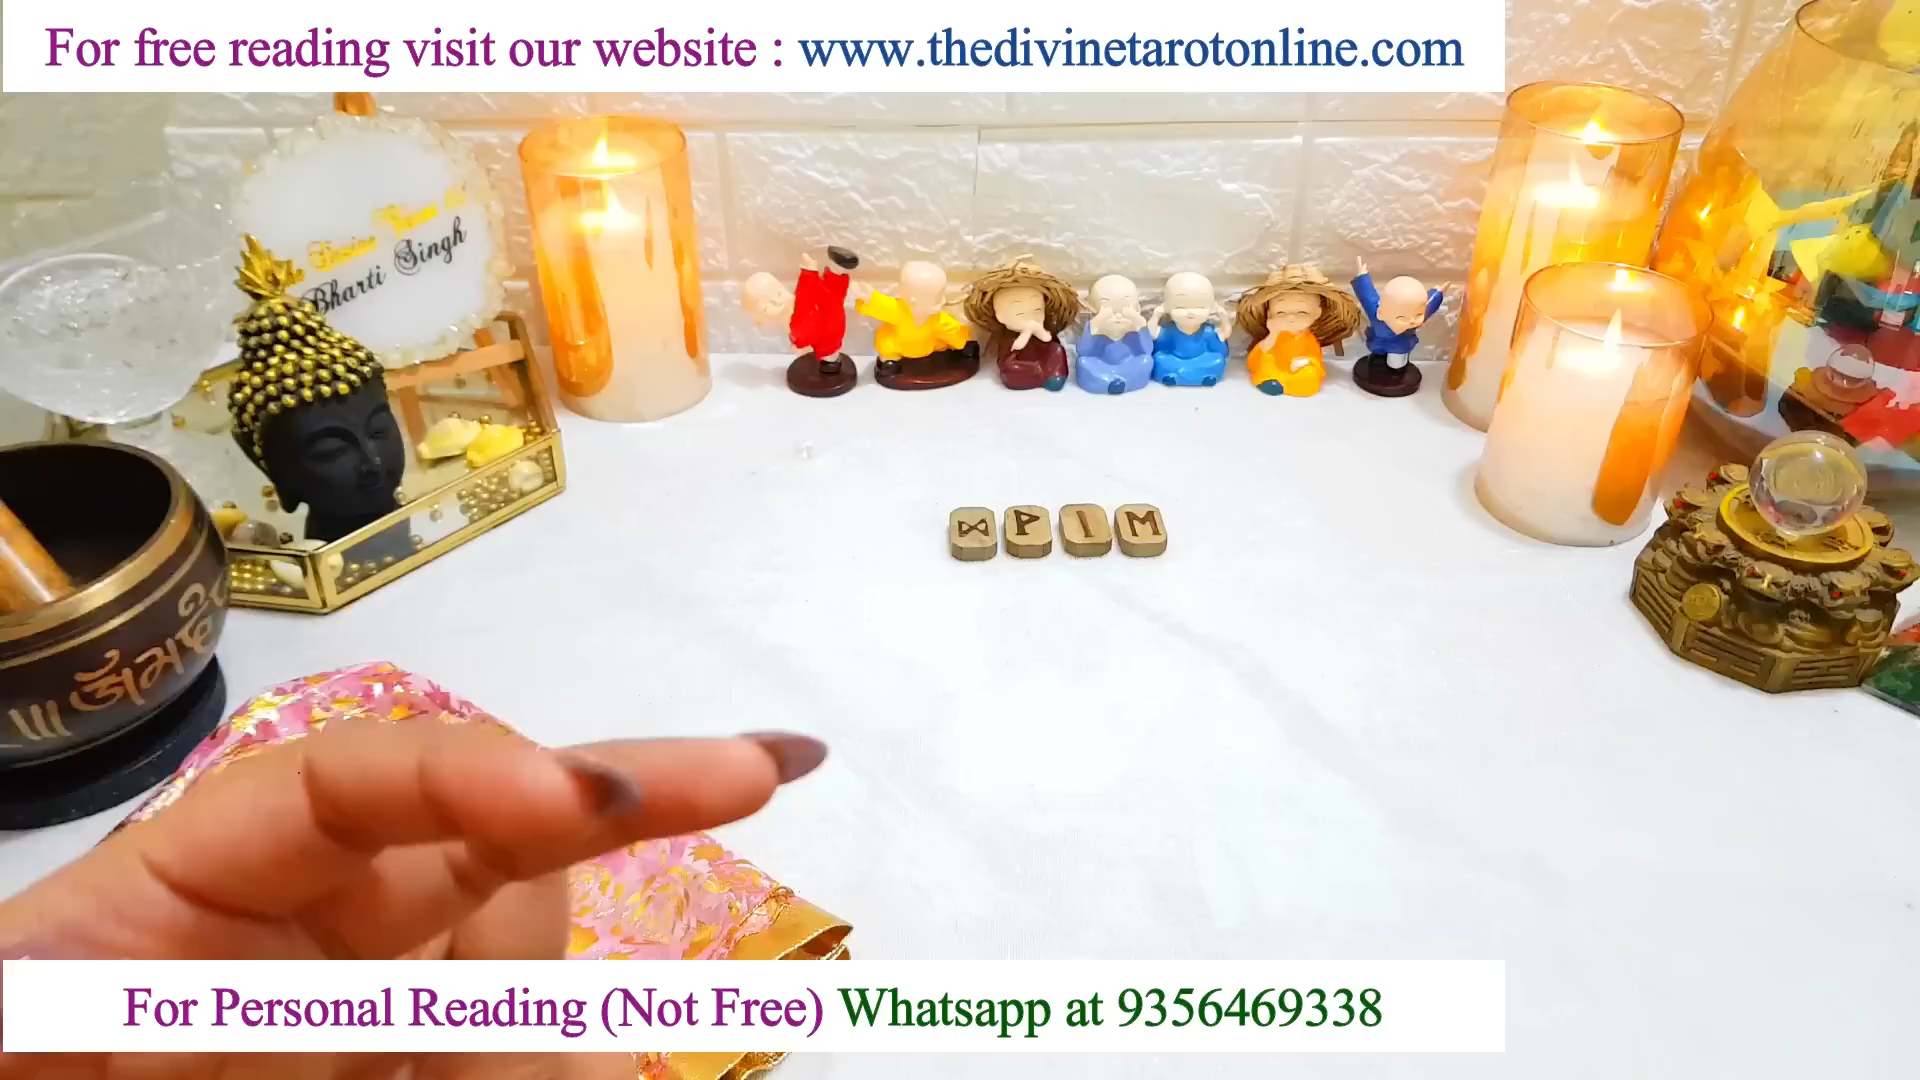 For free reading visit our website : www.thedivinetarotonline.com
Bharti Singh
ᛞ ᚹ ᛁ ᛖ
For Personal Reading (Not Free) Whatsapp at 9356469338